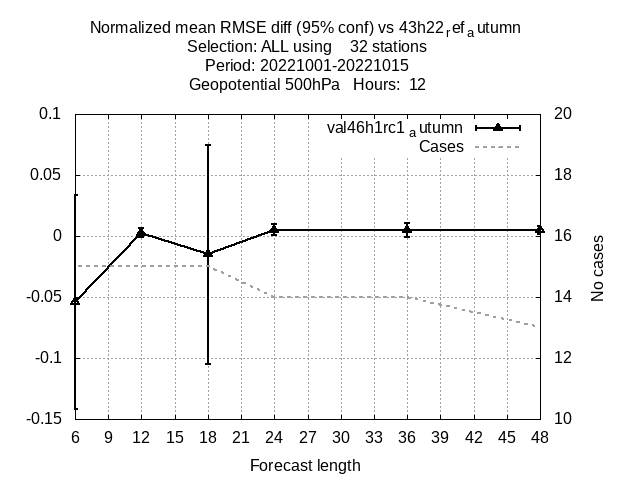 Normalized mean RMSE diff (95% conf) vs 43h22ref autumn
Selection: ALL using 32 stations
Period: 20221001-20221015
Geopotential 500hPa Hours: 12
0.1
0.05
0
-0.05
-0.1
-0.15
20
18
16
14
12
10
val46h1rc1 autumn
Cases
No cases
6 9 12 15 18 21 24 27 30 33 36 39 42 45 48
Forecast length